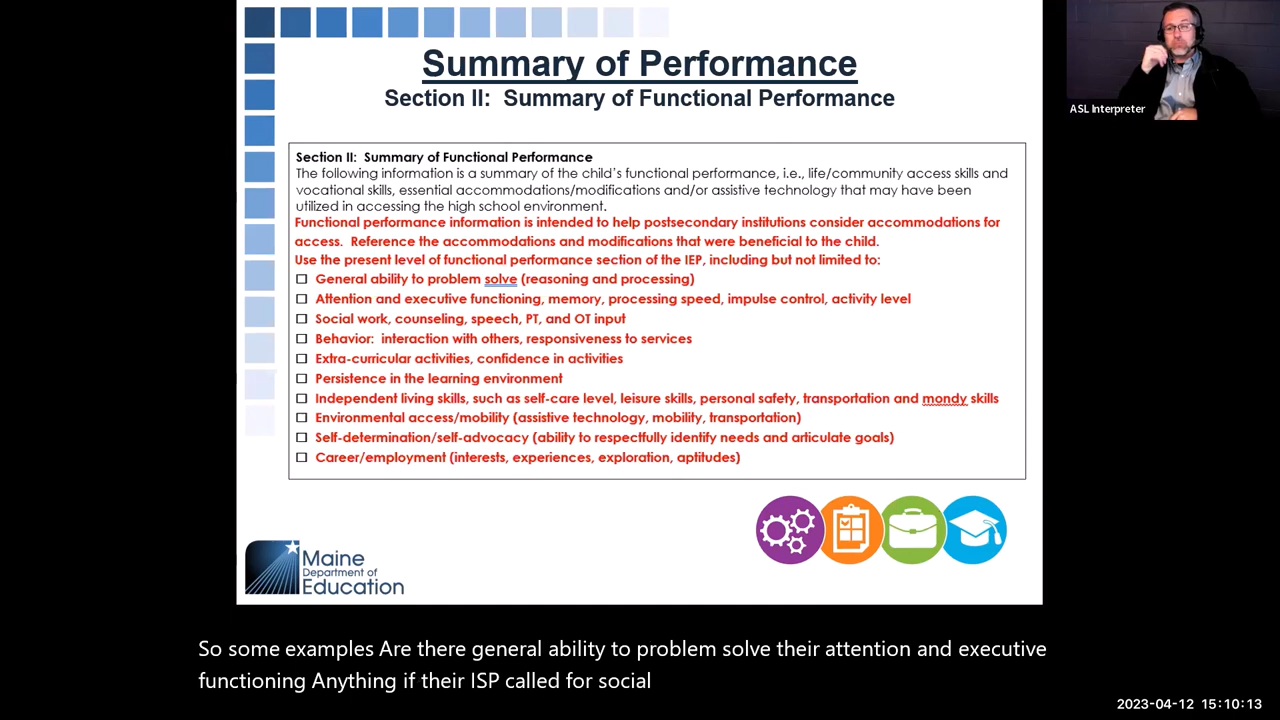 Summary of Performance
Section II: Summary of Functional Performance
ASL Interpreter
Section II: Summary of Functional Performance
The following information is a summary of the child's functional performance, i.e., life/community access skills and
vocational skills, essential accommodations/modifications and/or assistive technology that may have been
utilized in accessing the high school environment.
Functional performance information is intended to help postsecondary institutions consider accommodations for
access. Reference the accommodations and modifications that were beneficial to the child.
Use the present level of functional performance section of the IEP, including but not limited to:
☐ General ability to problem solve (reasoning and processing)
☐ Attention and executive functioning, memory, processing speed, impulse control, activity level
☐ Social work, counseling, speech, PT, and OT input
☐ Behavior: interaction with others, responsiveness to services
☐ Extra-curricular activities, confidence in activities
☐ Persistence in the learning environment
☐ Independent living skills, such as self-care level, leisure skills, personal safety, transportation and mondy skills
☐ Environmental access/mobility (assistive technology, mobility, transportation)
☐ Self-determination/self-advocacy (ability to respectfully identify needs and articulate goals)
☐ Career/employment (interests, experiences, exploration, aptitudes)
Maine
Department of
Education
So some examples Are there general ability to problem solve their attention and executive
functioning Anything if their ISP called for social
2023-04-12 15:10:13